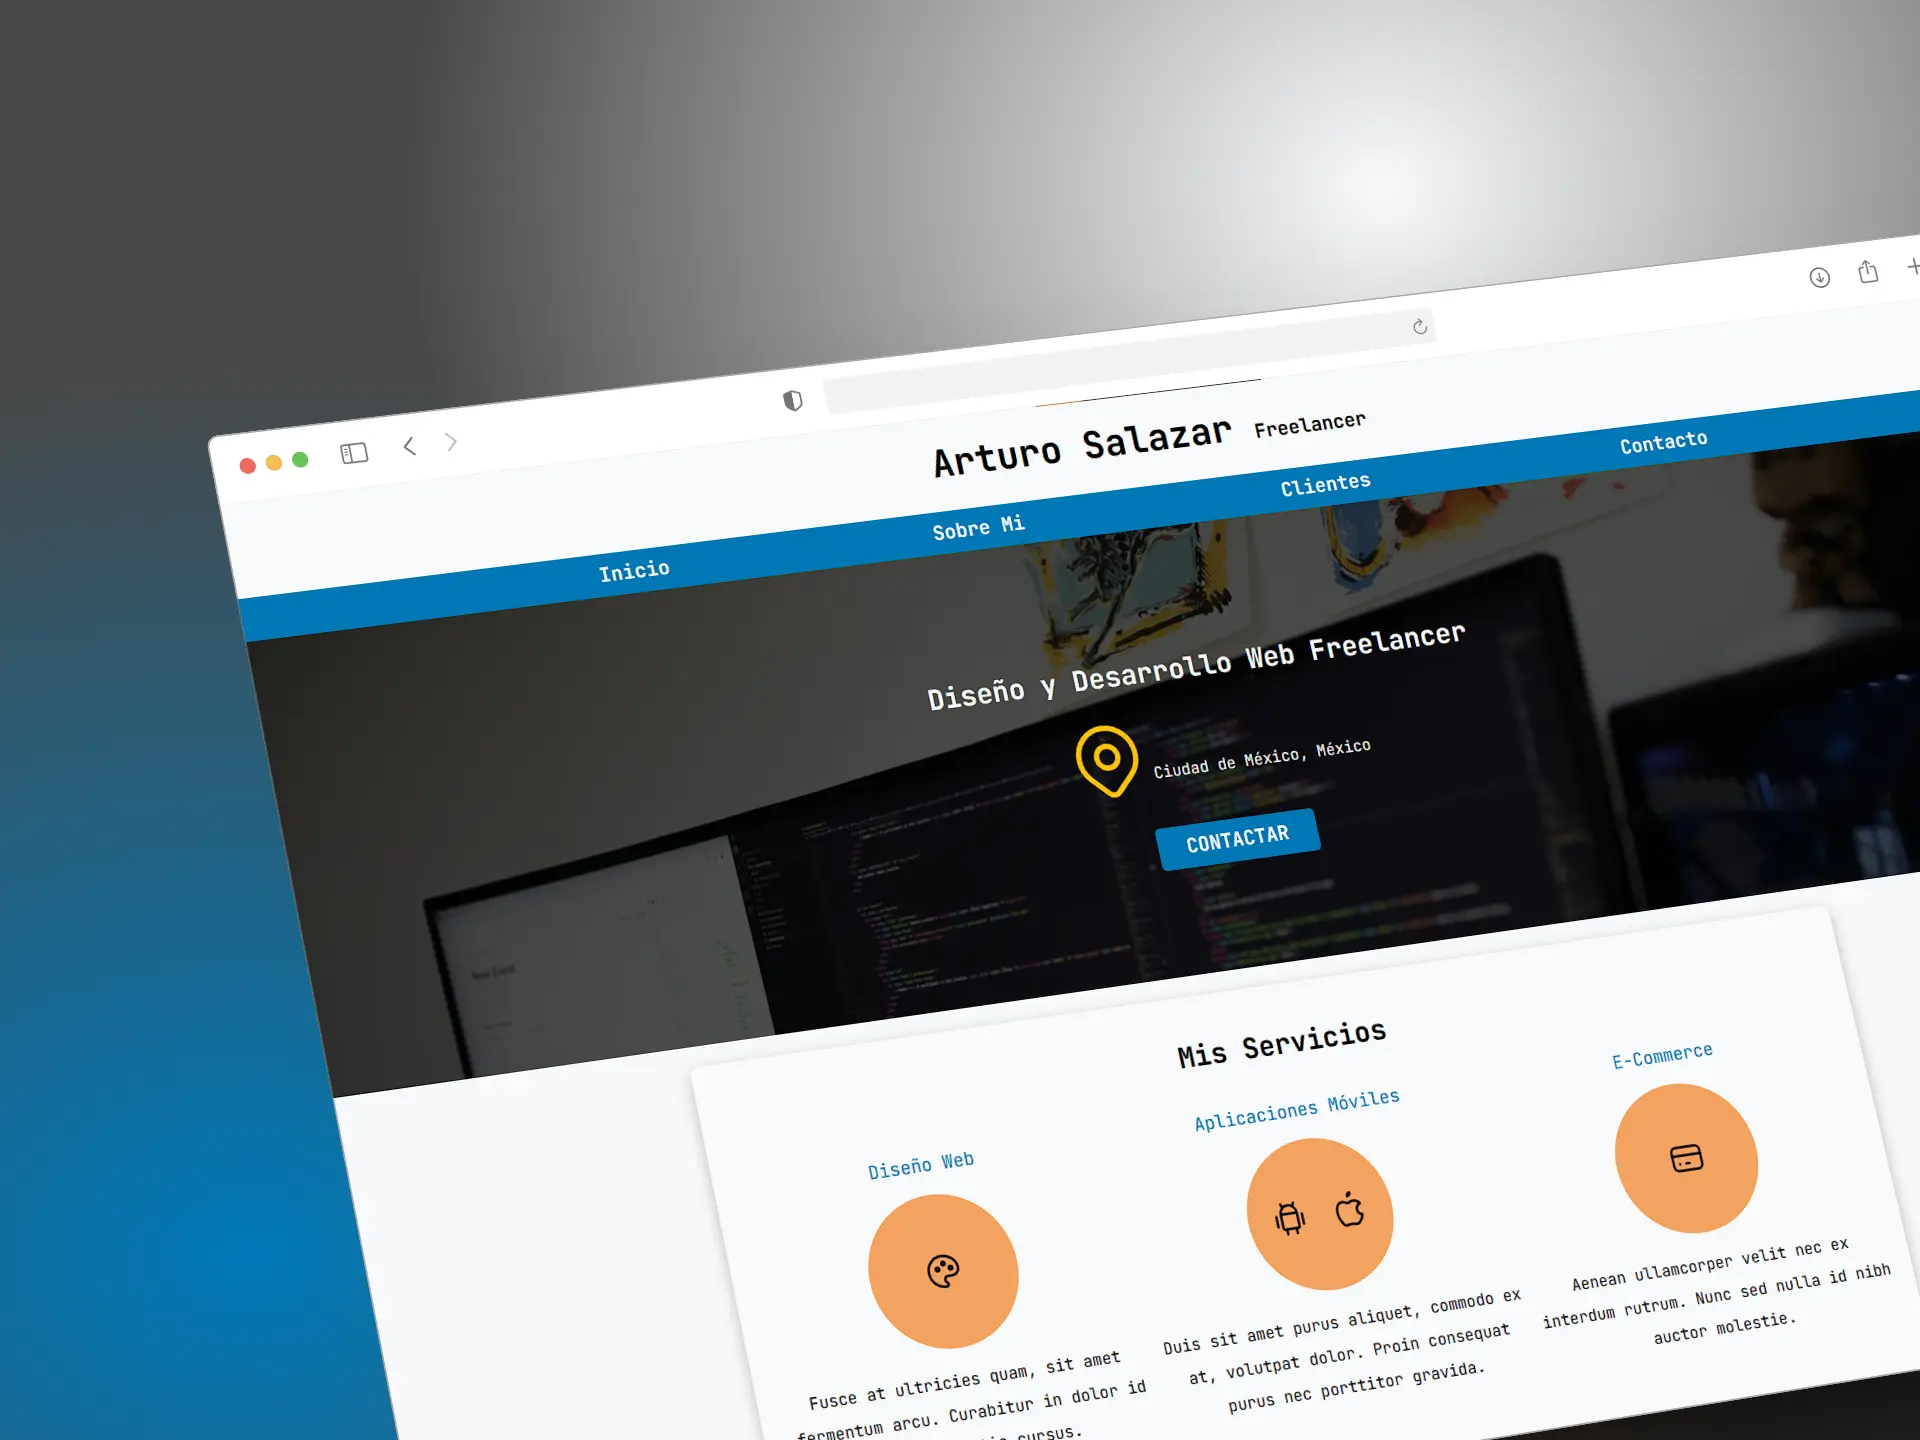 Arturo Salazar Freelancer
Inicio
Sobre Mi
Clientes
Contacto
Diseño y Desarrollo Web Freelancer
Ciudad de México, México
CONTACTAR
Mis Servicios
Diseño Web
Fusce at ultricies quam, sit amet
fermentum arcu. Curabitur in dolor id
cursus.
Aplicaciones Móviles
Duis sit amet purus aliquet, commodo ex
at, volutpat dolor. Proin consequat
purus nec porttitor gravida.
E-Commerce
Aenean ullamcorper velit nec ex
interdum rutrum. Nunc sed nulla id nibh
auctor molestie.